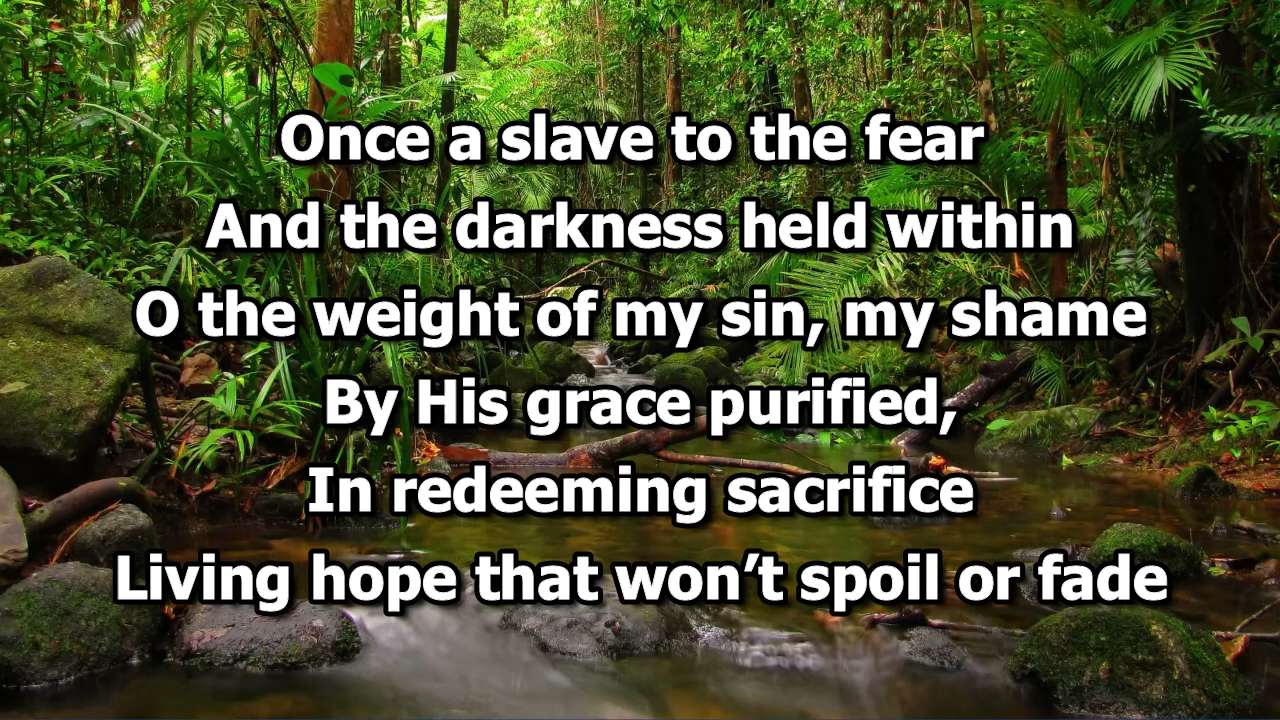 Once a slave to the fear
And the darkness held within
O the weight of my sin, my shame
By His grace purified,
In redeeming sacrifice
Living hope that won’t spoil or fade